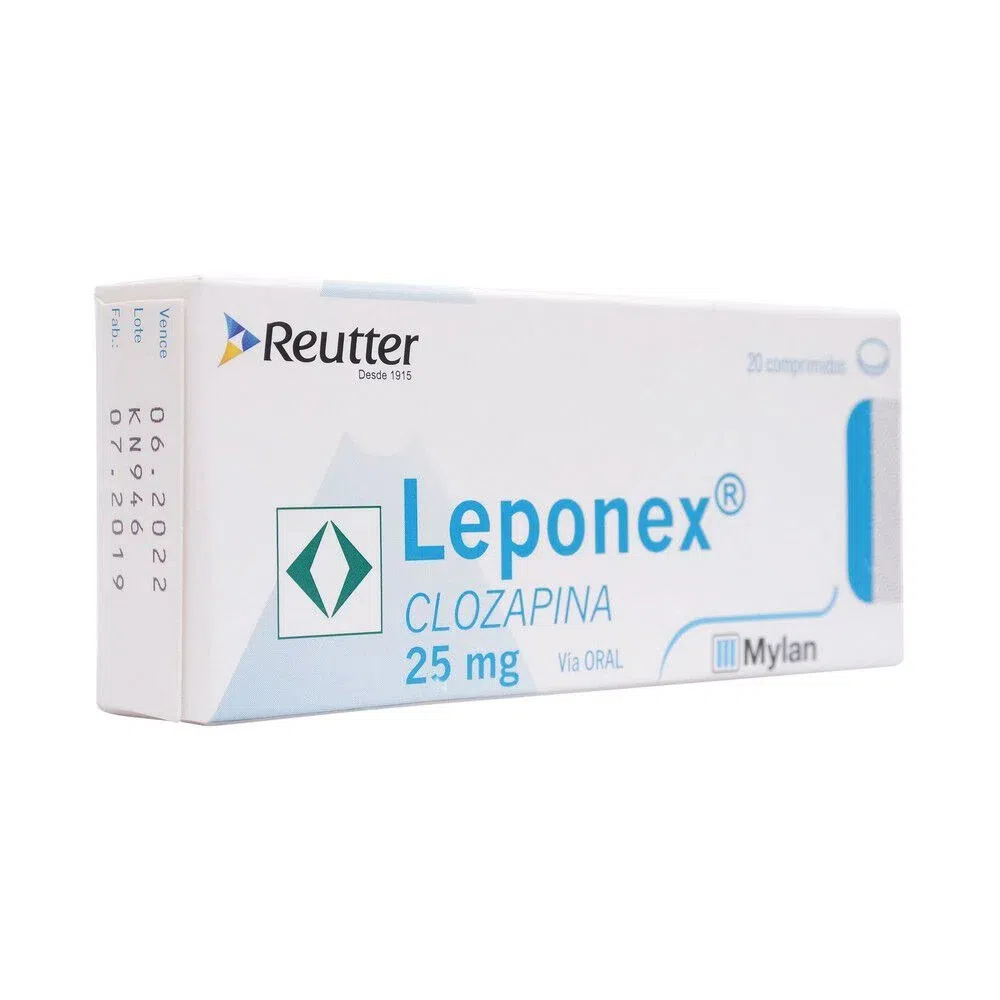 Vence 06-2022
Lote KN946
Fab.: 07-2019
Reutter
Desde 1915
20 comprimidos
Leponex®
CLOZAPINA
25 mg Vía ORAL
Mylan